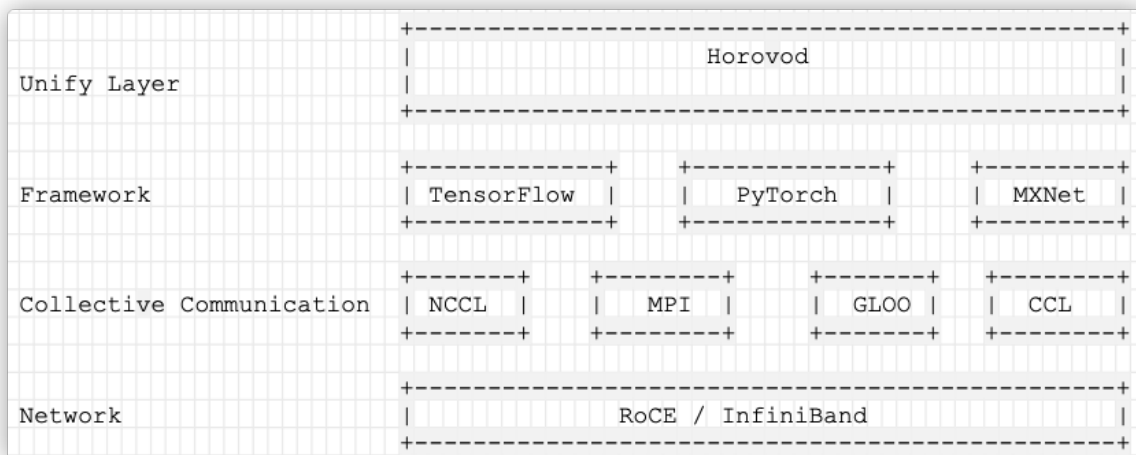 Horovod
Unify Layer
Framework | TensorFlow | | PyTorch | | MXNet |
Collective Communication | NCCL | | MPI | | GLOO | | CCL |
Network | RoCE / InfiniBand |